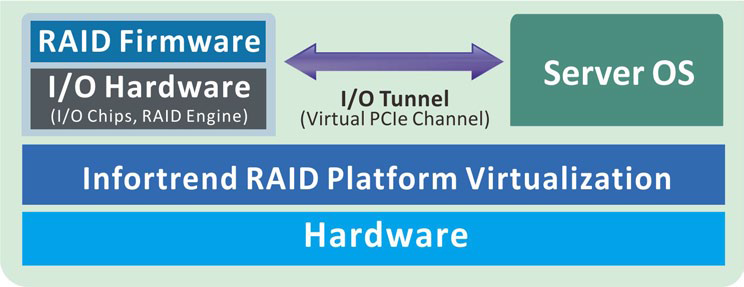 RAID Firmware
I/O Hardware
(I/O Chips, RAID Engine)
I/O Tunnel
(Virtual PCIe Channel)
Server OS
Infortrend RAID Platform Virtualization
Hardware